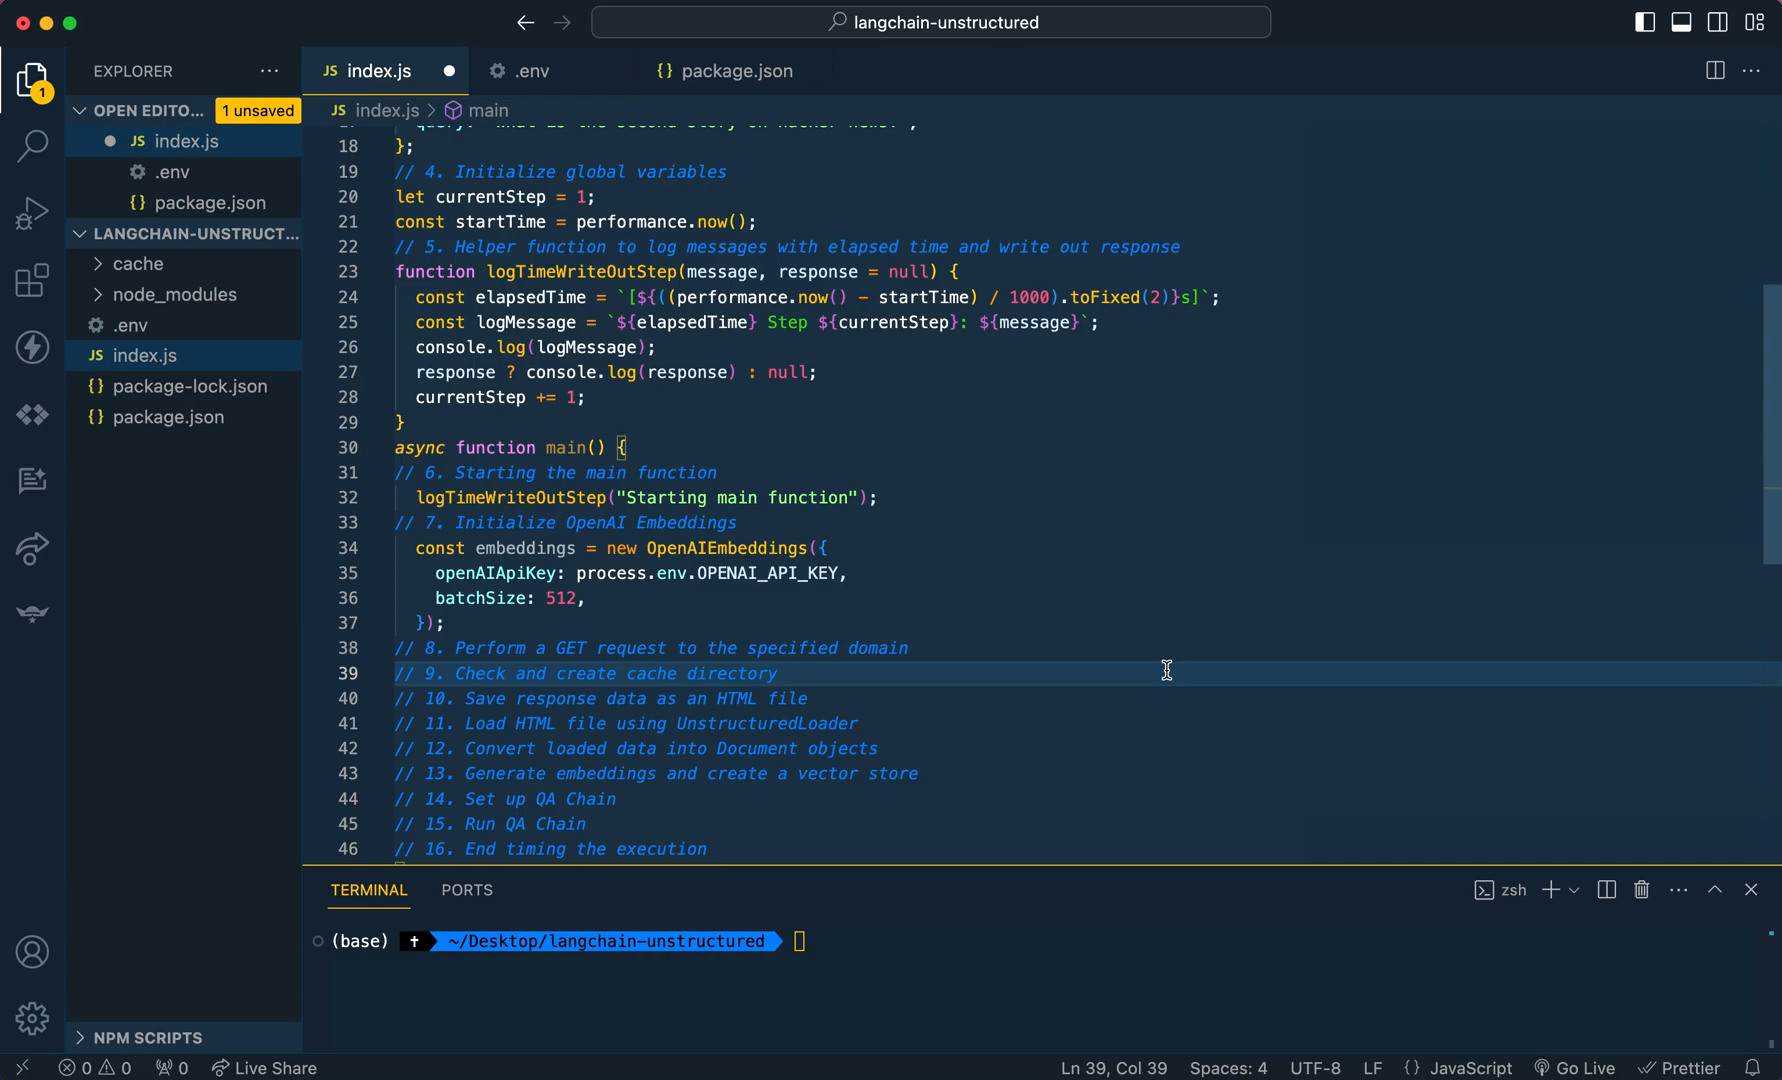 langchain-unstructured
EXPLORER
JS index.js
.env
{} package.json
1
OPEN EDITO...
1 unsaved
JS index.js > main
JS index.js
.env
{} package.json
LANGCHAIN-UNSTRUCT...
cache
node_modules
.env
JS index.js
{} package-lock.json
{} package.json
18 };
19 // 4. Initialize global variables
20 let currentStep = 1;
21 const startTime = performance.now();
22 // 5. Helper function to log messages with elapsed time and write out response
23 function logTimeWriteOutStep(message, response = null) {
24 const elapsedTime = `[${((performance.now() - startTime) / 1000).toFixed(2)}s]`;
25 const logMessage = `${elapsedTime} Step ${currentStep}: ${message}`;
26 console.log(logMessage);
27 response ? console.log(response) : null;
28 currentStep += 1;
29 }
30 async function main() {
31 // 6. Starting the main function
32 logTimeWriteOutStep("Starting main function");
33 // 7. Initialize OpenAI Embeddings
34 const embeddings = new OpenAIEmbeddings({
35 openAIApiKey: process.env.OPENAI_API_KEY,
36 batchSize: 512,
37 });
38 // 8. Perform a GET request to the specified domain
39 // 9. Check and create cache directory
40 // 10. Save response data as an HTML file
41 // 11. Load HTML file using UnstructuredLoader
42 // 12. Convert loaded data into Document objects
43 // 13. Generate embeddings and create a vector store
44 // 14. Set up QA Chain
45 // 15. Run QA Chain
46 // 16. End timing the execution
TERMINAL
PORTS
zsh
(base) ~/Desktop/langchain-unstructured
NPM SCRIPTS
0 0 0 Live Share
Ln 39, Col 39
Spaces: 4
UTF-8
LF
{} JavaScript
Go Live
Prettier